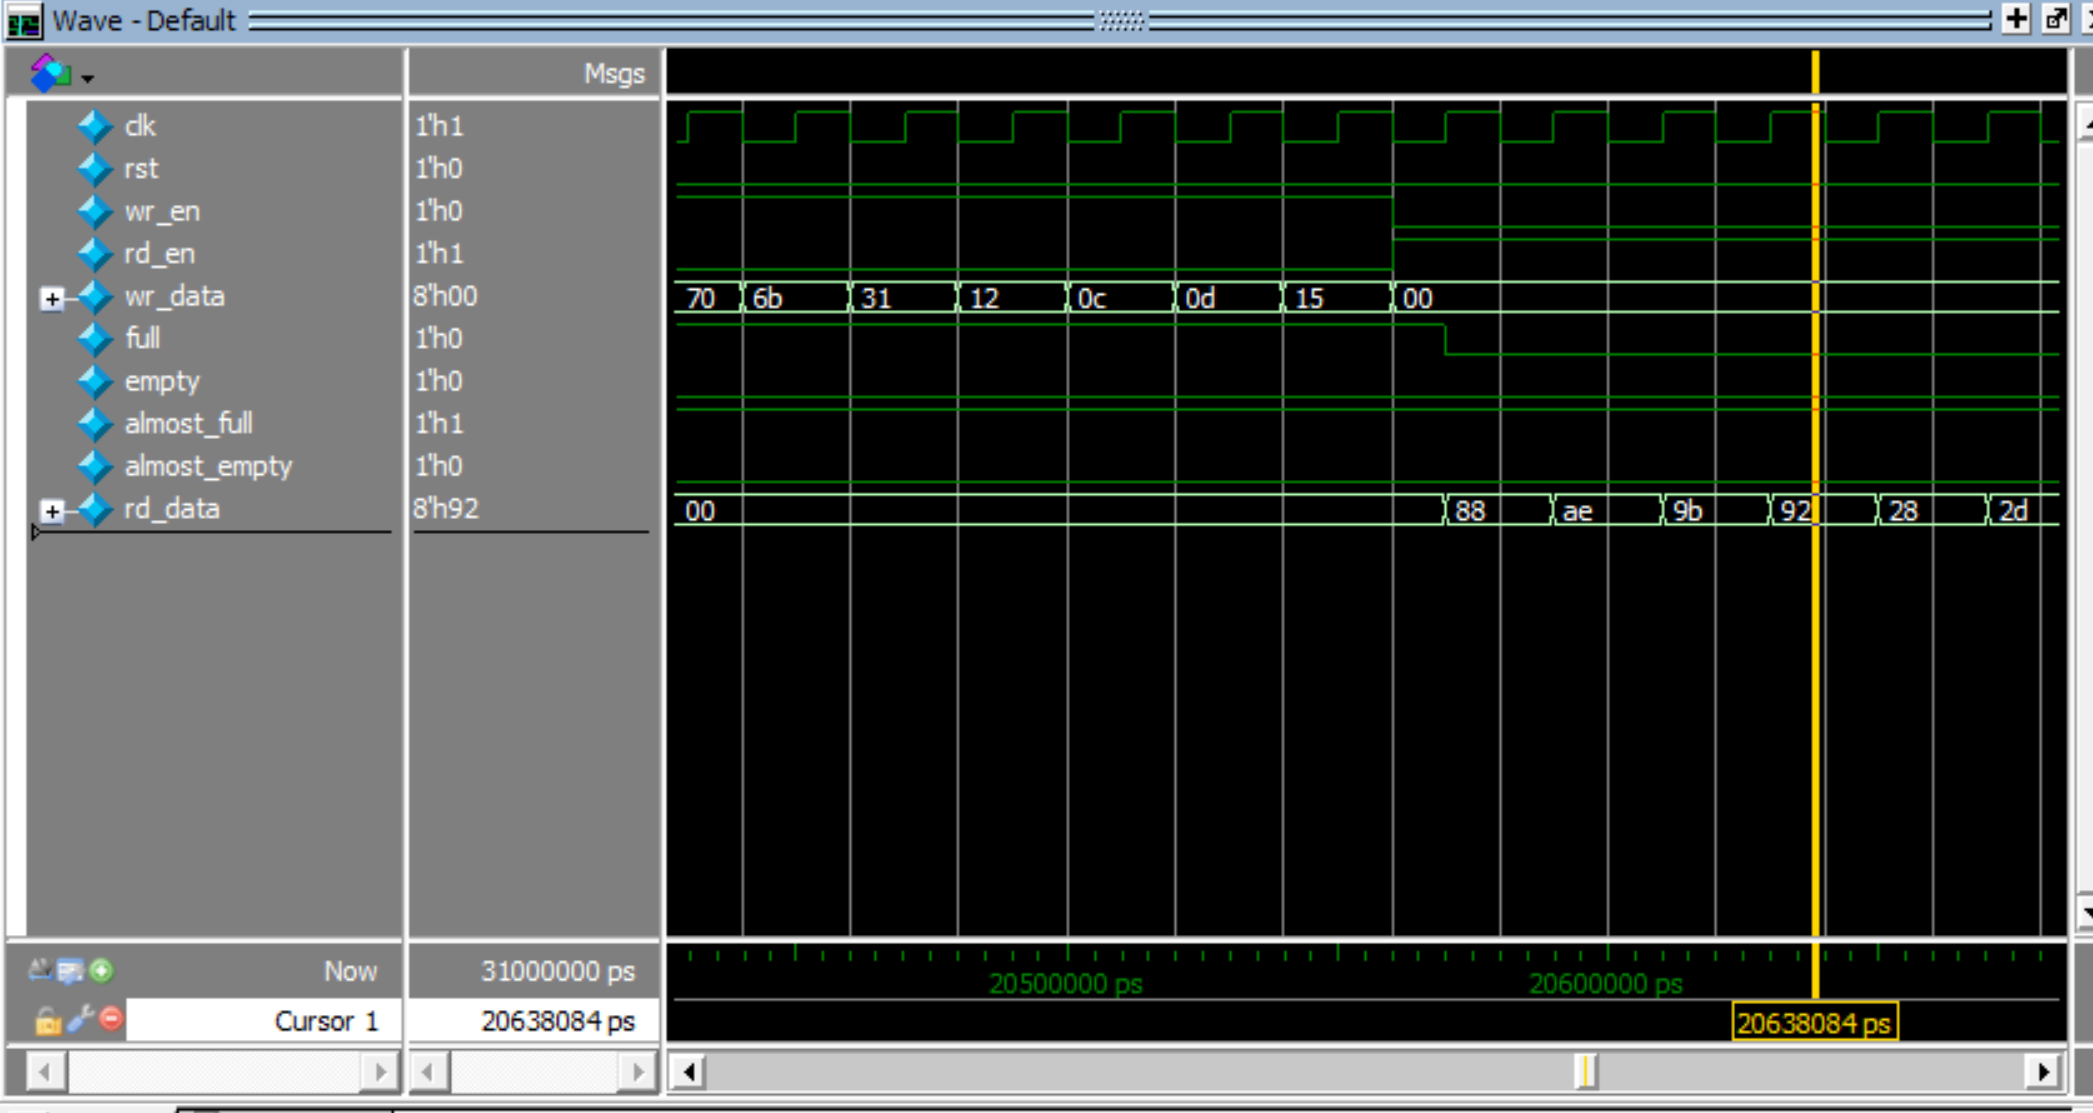 Wave - Default
Msgs
clk 1'h1
rst 1'h0
wr_en 1'h0
rd_en 1'h1
wr_data 8'h00 70 6b 31 12 0c 0d 15 00
full 1'h0
empty 1'h0
almost_full 1'h1
almost_empty 1'h0
rd_data 8'h92 00 88 ae 9b 92 28 2d
Now 31000000 ps 20500000 ps 20600000 ps
Cursor 1 20638084 ps 20638084 ps